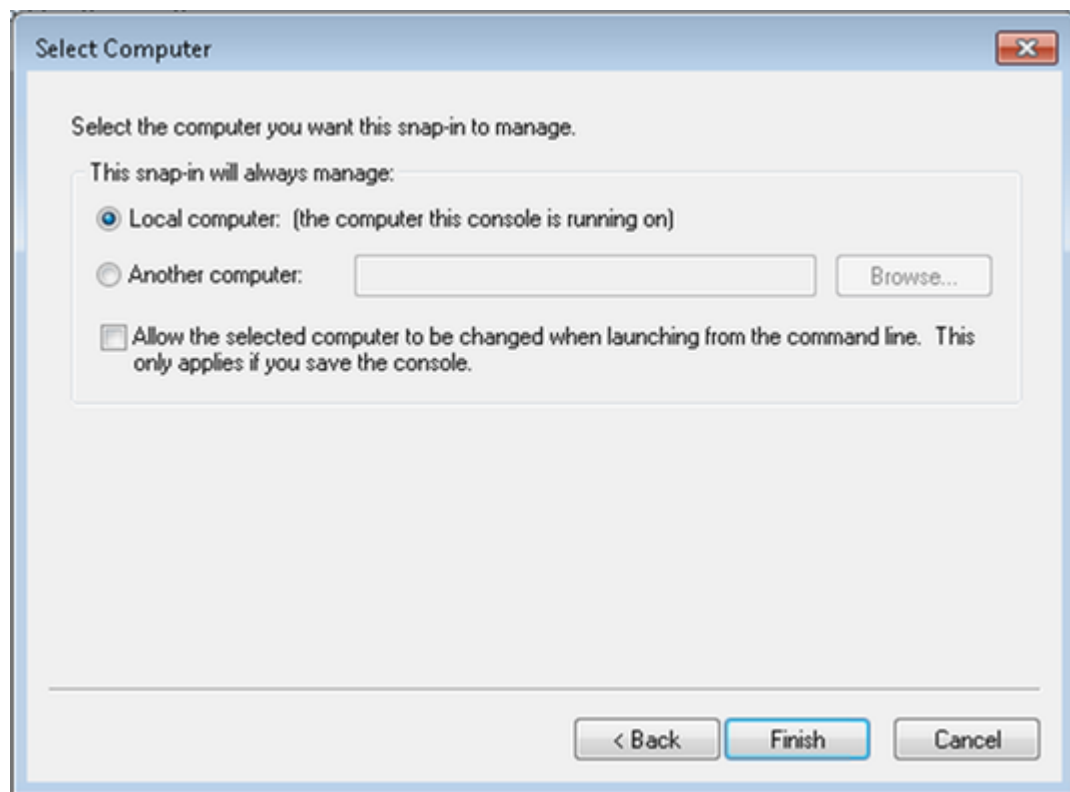 Select Computer
Select the computer you want this snap-in to manage.
This snap-in will always manage:
Local computer: (the computer this console is running on)
Another computer:
Browse...
Allow the selected computer to be changed when launching from the command line. This
only applies if you save the console.
< Back
Finish
Cancel